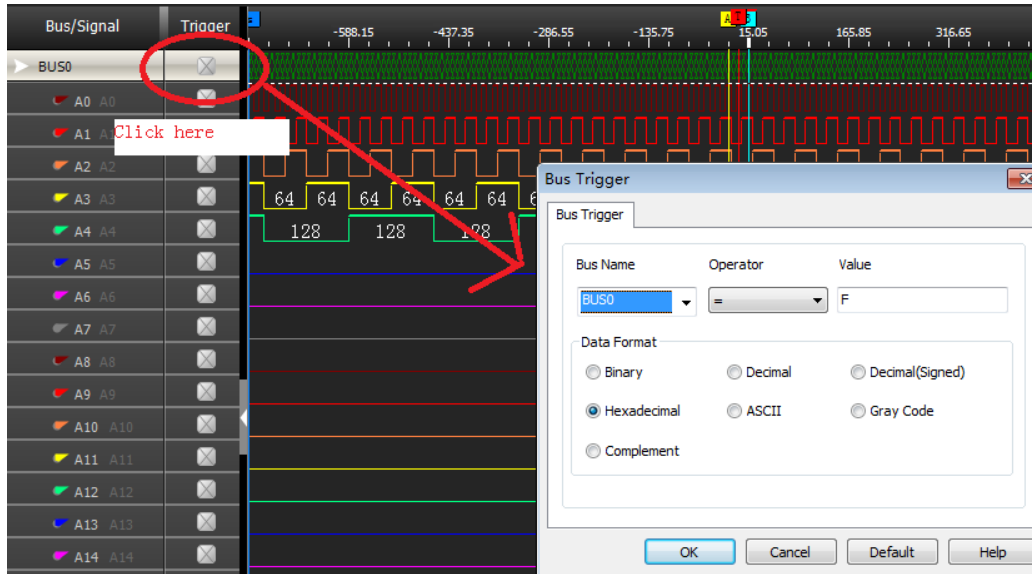 Bus/Signal Trigger
-588.15 -437.35 -286.55 -135.75 15.05 165.85 316.65
A T B
BUS0
A0 A0
A1
Click here
A2 A2
A3 A3 64 64 64 64 64 64
A4 A4 128 128 128
A5 A5
A6 A6
A7 A7
A8 A8
A9 A9
A10 A10
A11 A11
A12 A12
A13 A13
A14 A14
Bus Trigger
Bus Trigger
Bus Name Operator Value
BUS0 = F
Data Format
Binary Decimal Decimal(Signed)
Hexadecimal ASCII Gray Code
Complement
OK Cancel Default Help